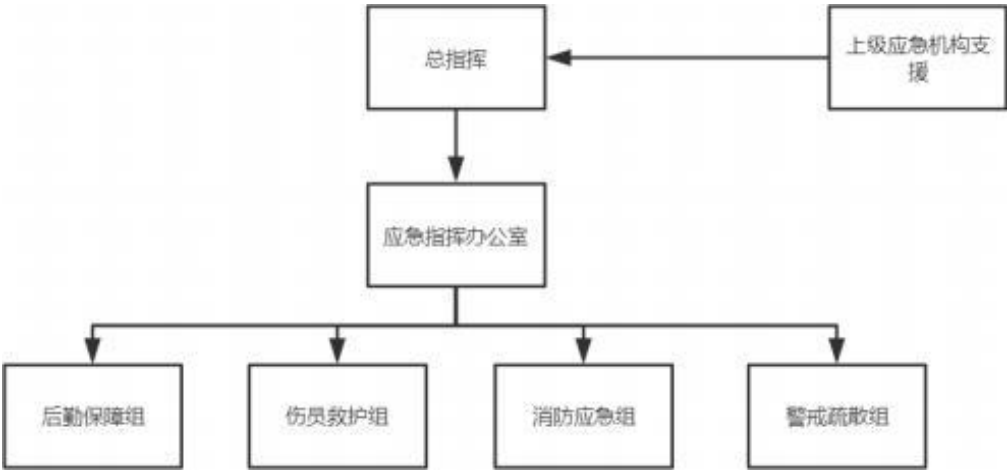 总指挥
上级应急机构支
援
应急指挥办公室
后勤保障组
伤员救护组
消防应急组
警戒疏散组